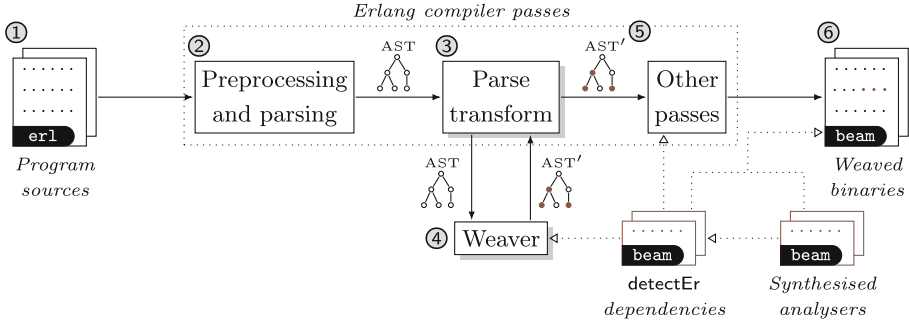 Erlang compiler passes
1
2
3
5
6
AST
AST′
Preprocessing
and parsing
Parse
transform
Other
passes
erl
beam
Program
sources
Weaved
binaries
AST
AST′
4
Weaver
beam
beam
detectEr
dependencies
Synthesised
analysers